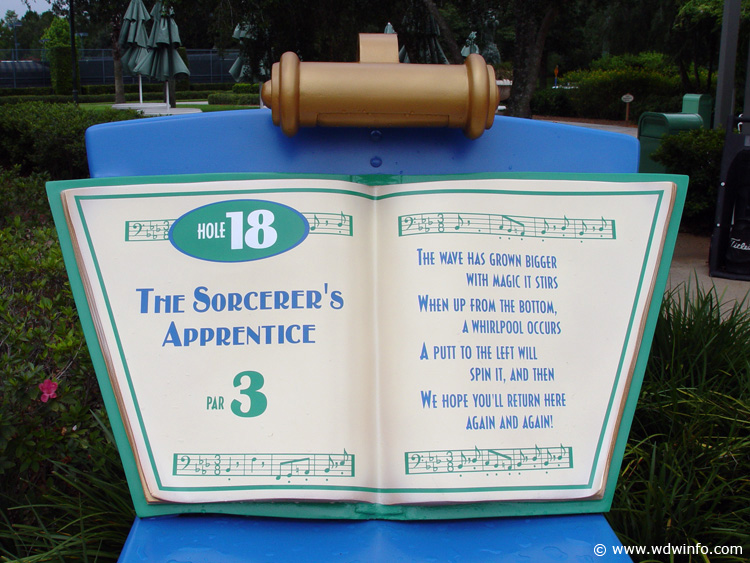 HOLE 18
THE SORCERER'S
APPRENTICE
PAR 3
THE WAVE HAS GROWN BIGGER
WITH MAGIC IT STIRS
WHEN UP FROM THE BOTTOM,
A WHIRLPOOL OCCURS
A PUTT TO THE LEFT WILL
SPIN IT, AND THEN
WE HOPE YOU'LL RETURN HERE
AGAIN AND AGAIN!
Titleist
© www.wdwinfo.com